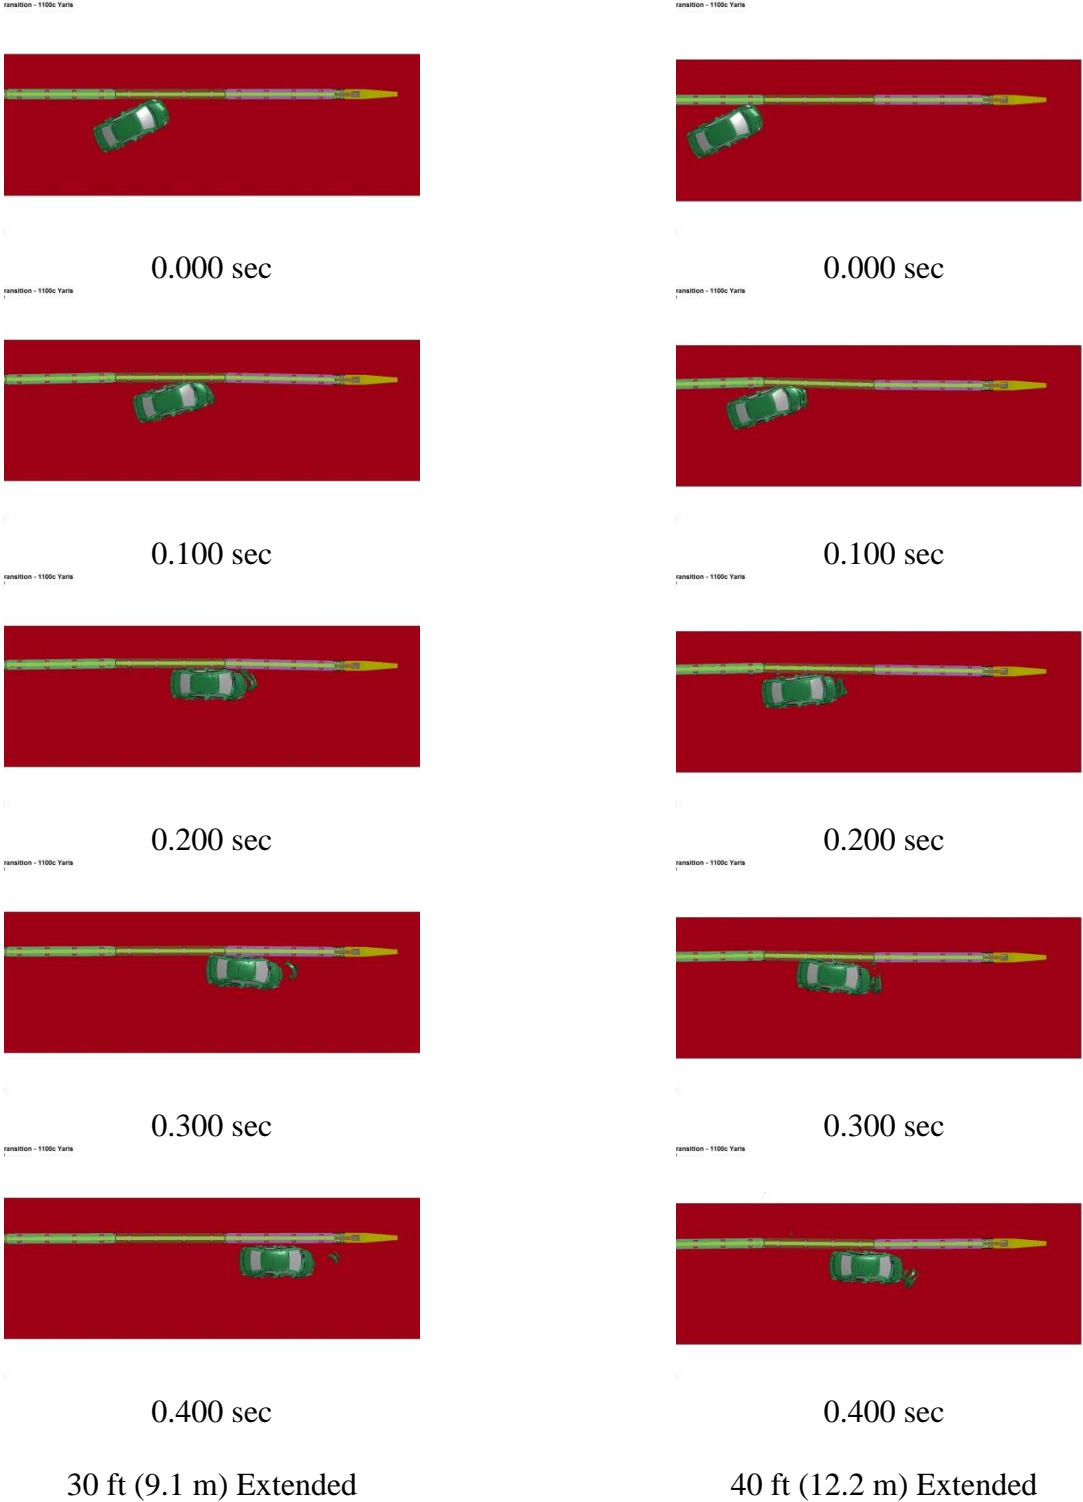 ransition - 1100c Yaris
ransition - 1100c Yaris
0.000 sec
0.000 sec
ransition - 1100c Yaris
ransition - 1100c Yaris
0.100 sec
0.100 sec
ransition - 1100c Yaris
ransition - 1100c Yaris
0.200 sec
0.200 sec
ransition - 1100c Yaris
ransition - 1100c Yaris
0.300 sec
0.300 sec
ransition - 1100c Yaris
ransition - 1100c Yaris
0.400 sec
0.400 sec
30 ft (9.1 m) Extended
40 ft (12.2 m) Extended